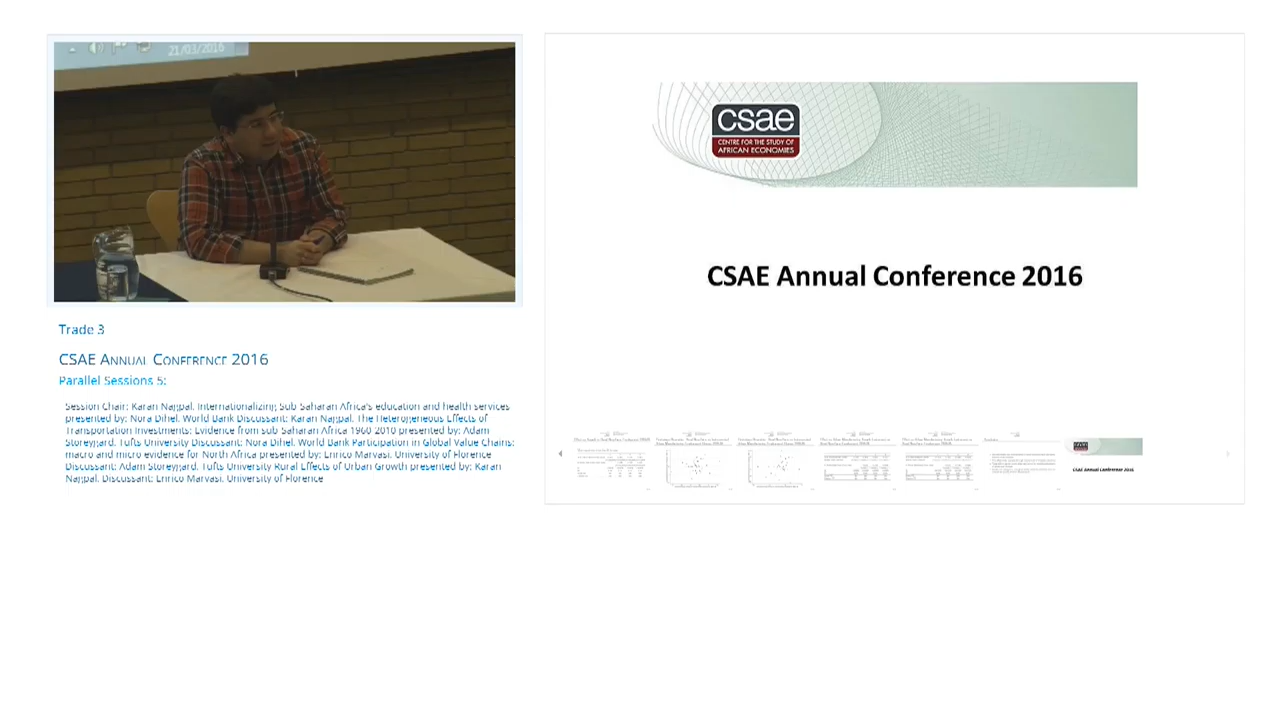 21/03/2016
csae
CENTRE FOR THE STUDY OF
AFRICAN ECONOMIES
CSAE Annual Conference 2016
Trade 3
CSAE ANNUAL CONFERENCE 2016
Parallel Sessions 5:
Session Chair: Karan Nagpal. Internationalizing Sub Saharan Africa's education and health services
presented by: Nora Dihel. World Bank Discussant: Karan Nagpal. The Heterogeneous Effects of
Transportation Investments: Evidence from sub Saharan Africa 1960 2010 presented by: Adam
Storeygard. Tufts University Discussant: Nora Dihel. World Bank Participation in Global Value Chains:
macro and micro evidence for North Africa presented by: Enrico Marvasi. University of Florence
Discussant: Adam Storeygard. Tufts University Rural Effects of Urban Growth presented by: Karan
Nagpal. Discussant: Enrico Marvasi. University of Florence
CSAE Annual Conference 2016